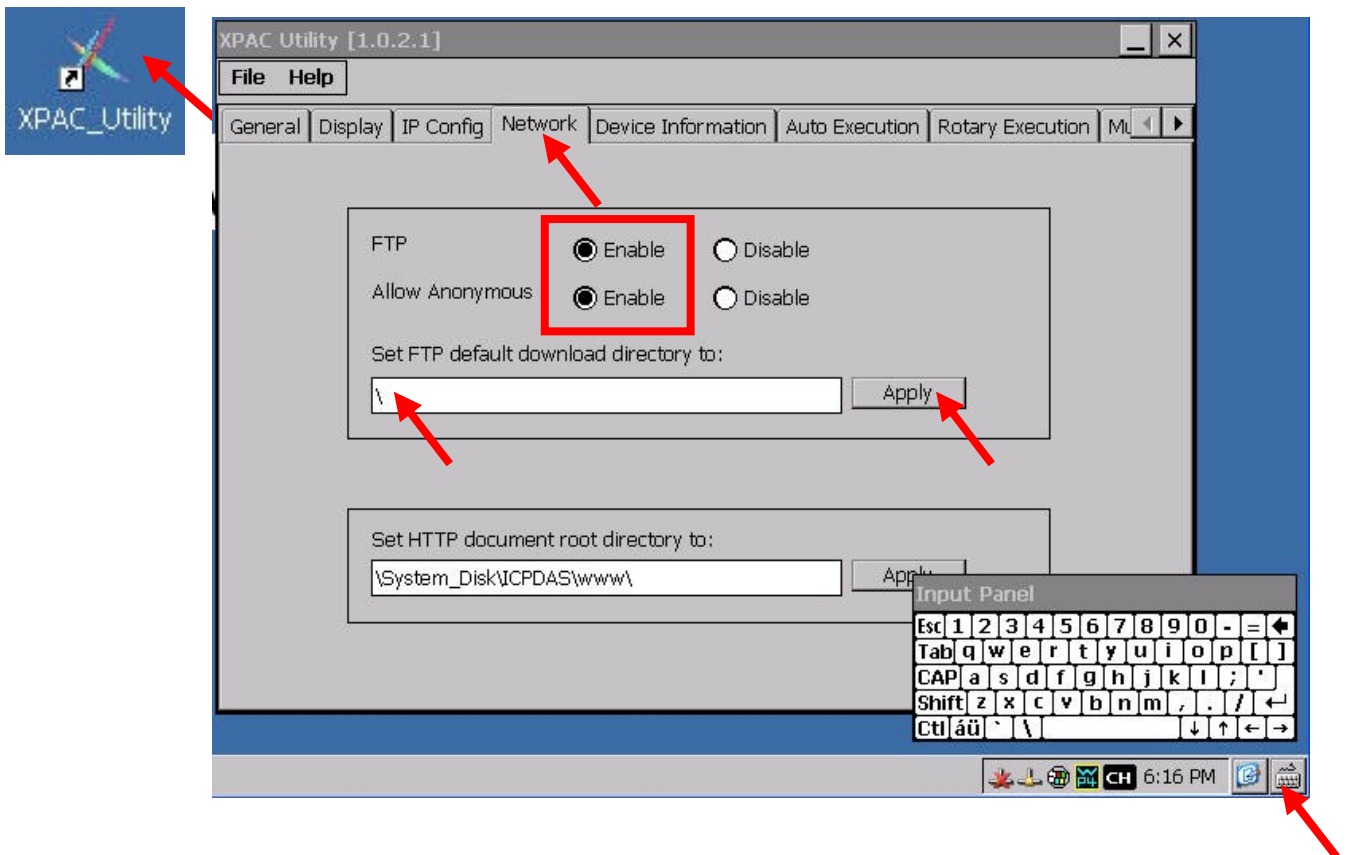 XPAC_Utility
XPAC Utility [1.0.2.1]
File Help
General Display IP Config Network Device Information Auto Execution Rotary Execution
FTP Enable Disable
Allow Anonymous Enable Disable
Set FTP default download directory to:
\ Apply
Set HTTP document root directory to:
\System_Disk\ICPDAS\www\
Input Panel
Esc 1 2 3 4 5 6 7 8 9 0 - =
Tab q w e r t y u i o p [ ]
CAP a s d f g h j k l ; '
Shift z x c v b n m , . /
Ctl áü ` \ ↓ ↑ ← →
CH 6:16 PM